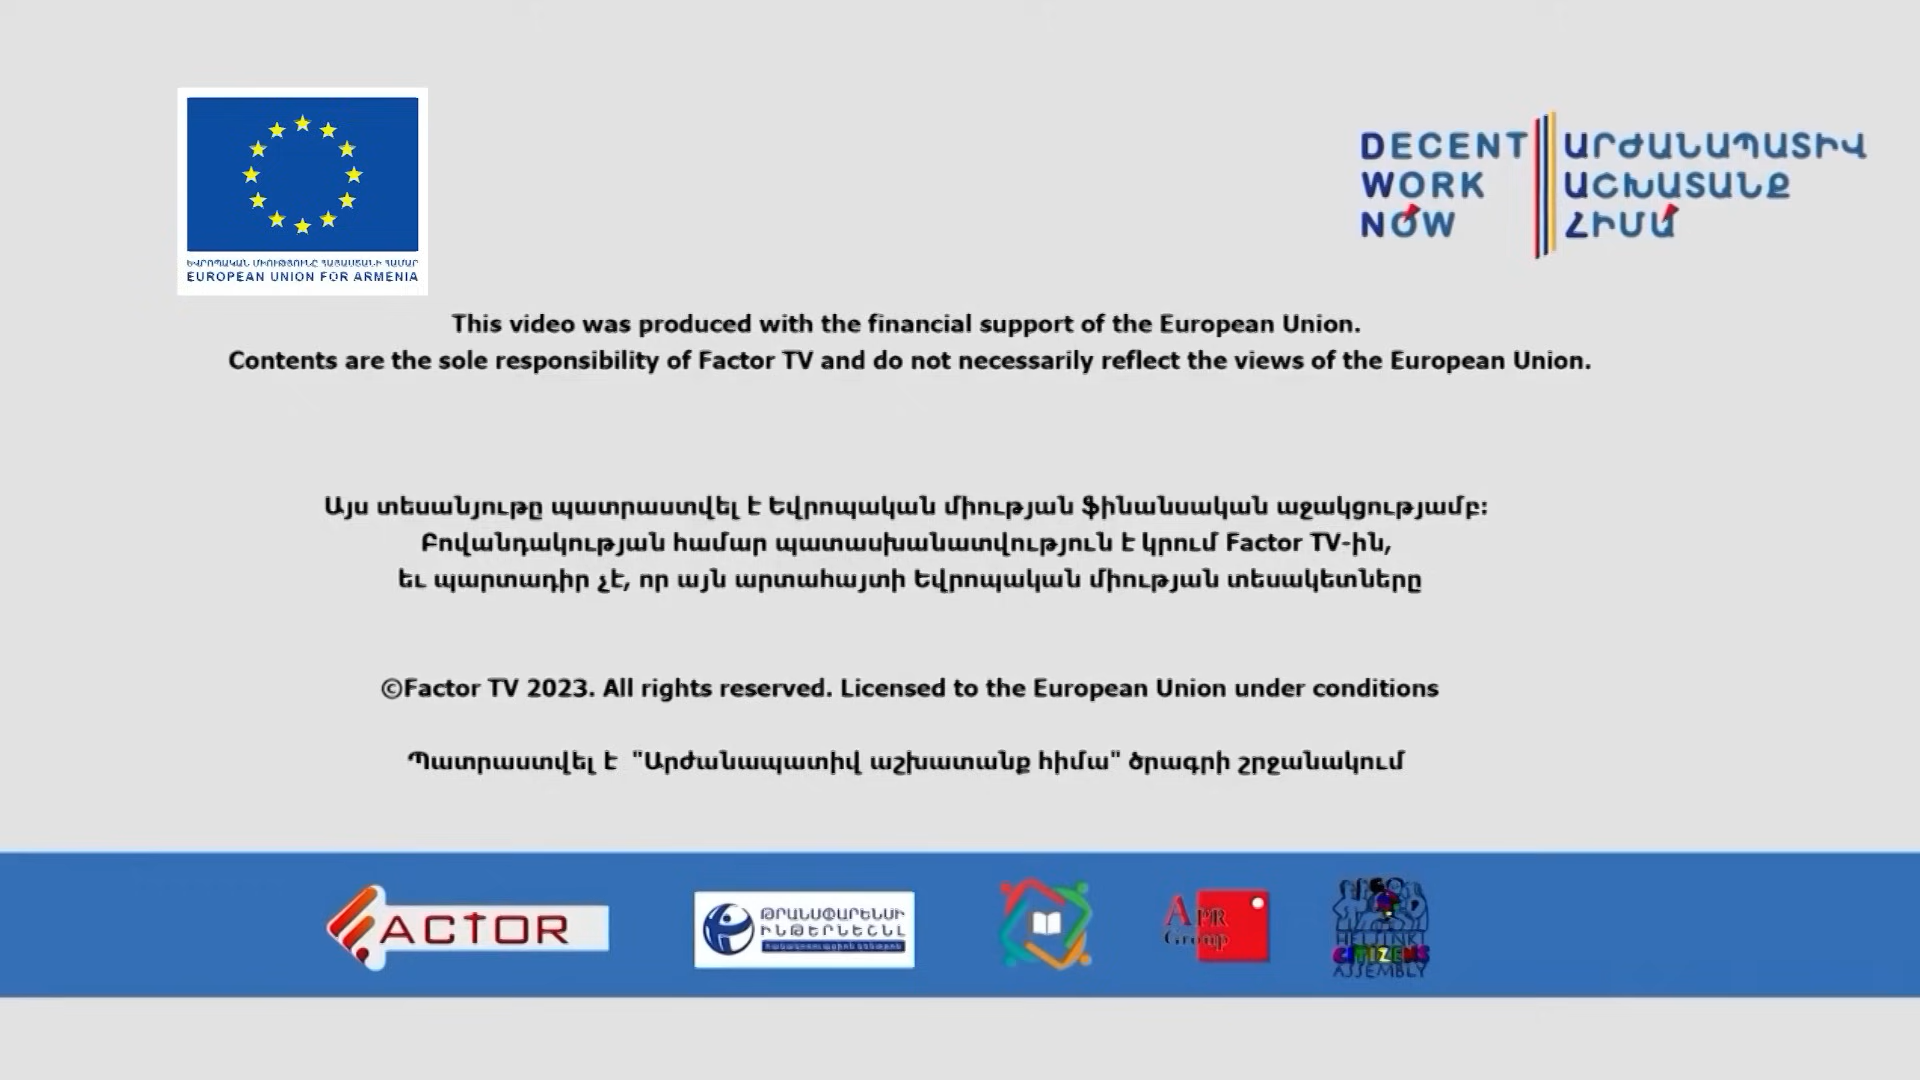 ԵՎՐՈՊԱԿԱՆ ՄԻՈՒԹՅՈՒՆԸ ՀԱՅԱՍՏԱՆԻ ՀԱՄԱՐ
EUROPEAN UNION FOR ARMENIA
DECENT
WORK
NOW
ԱՐԺԱՆԱՊԱՏԻՎ
ԱՇԽԱՏԱՆՔ
ՀԻՄԱ
This video was produced with the financial support of the European Union.
Contents are the sole responsibility of Factor TV and do not necessarily reflect the views of the European Union.
Այս տեսանյութը պատրաստվել է Եվրոպական միության ֆինանսական աջակցությամբ:
Բովանդակության համար պատասխանատվություն է կրում Factor TV-ին,
եւ պարտադիր չէ, որ այն արտահայտի Եվրոպական միության տեսակետները
©Factor TV 2023. All rights reserved. Licensed to the European Union under conditions
Պատրաստվել է "Արժանապատիվ աշխատանք հիմա" ծրագրի շրջանակում
FACTOR
ԹՐԱՆՍՓԱՐԵՆՍԻ
ԻՆԹԵՐՆԵՇՆԼ
APR
Group
HELSINKI
CITIZENS
ASSEMBLY